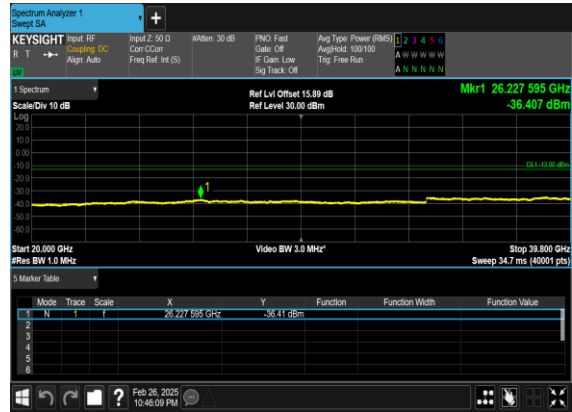 Spectrum Analyzer 1
Swept SA
+
KEYSIGHT
R T
Input: RF
Coupling: DC
Align: Auto
Input Z: 50 Ω
Corr CCorr
Freq Ref: Int (S)
#Atten: 30 dB
PNO: Fast
Gate: Off
IF Gain: Low
Sig Track: Off
Avg Type: Power (RMS)
Avg|Hold: 100/100
Trig: Free Run
1 2 3 4 5 6
A W W W W W
A N N N N N
1 Spectrum
Scale/Div 10 dB
Ref Lvl Offset 15.89 dB
Ref Level 30.00 dBm
Mkr1 26.227 595 GHz
-36.407 dBm
Log
20.0
10.0
0.00
-10.0
DL1 -13.00 dBm
-20.0
-30.0
1
-40.0
-50.0
-60.0
Start 20.000 GHz
#Res BW 1.0 MHz
Video BW 3.0 MHz*
Stop 39.800 GHz
Sweep 34.7 ms (40001 pts)
5 Marker Table
Mode Trace Scale X Y Function Function Width Function Value
1 N 1 f 26.227 595 GHz -36.41 dBm
2
3
4
5
6
?
Feb 26, 2025
10:46:09 PM